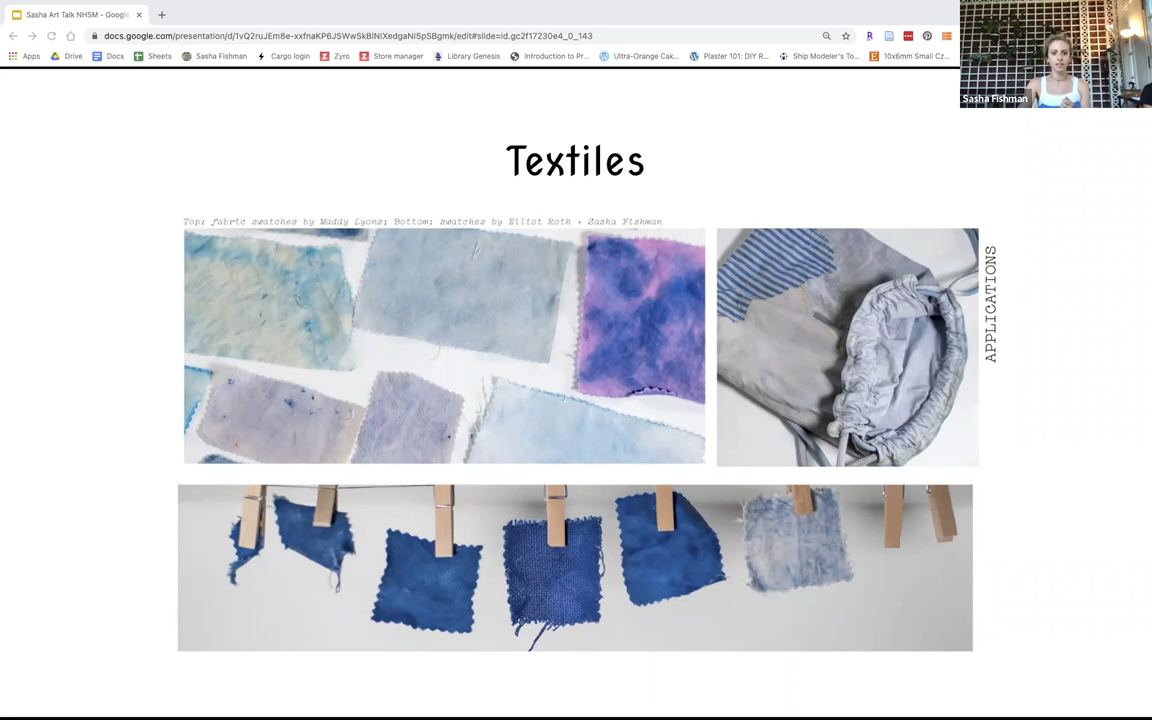 Sasha Art Talk NHSM - Google
docs.google.com/presentation/d/1vQ2ruJEm8e-xxfnaKP6JSWwSkBlNlXedgaNl5pSBgmk/edit#slide=id.gc2f17230e4_0_143
Apps Drive Docs Sheets Sasha Fishman Cargo login Zyro Store manager Library Genesis Introduction to Pr... Ultra-Orange Cak... Plaster 101: DIY R... Ship Modeler's To... 10x6mm Small Cz...
Sasha Fishman
Textiles
Top: fabric swatches by Maddy Lyons; Bottom: swatches by Elliot Roth + Sasha Fishman
APPLICATIONS